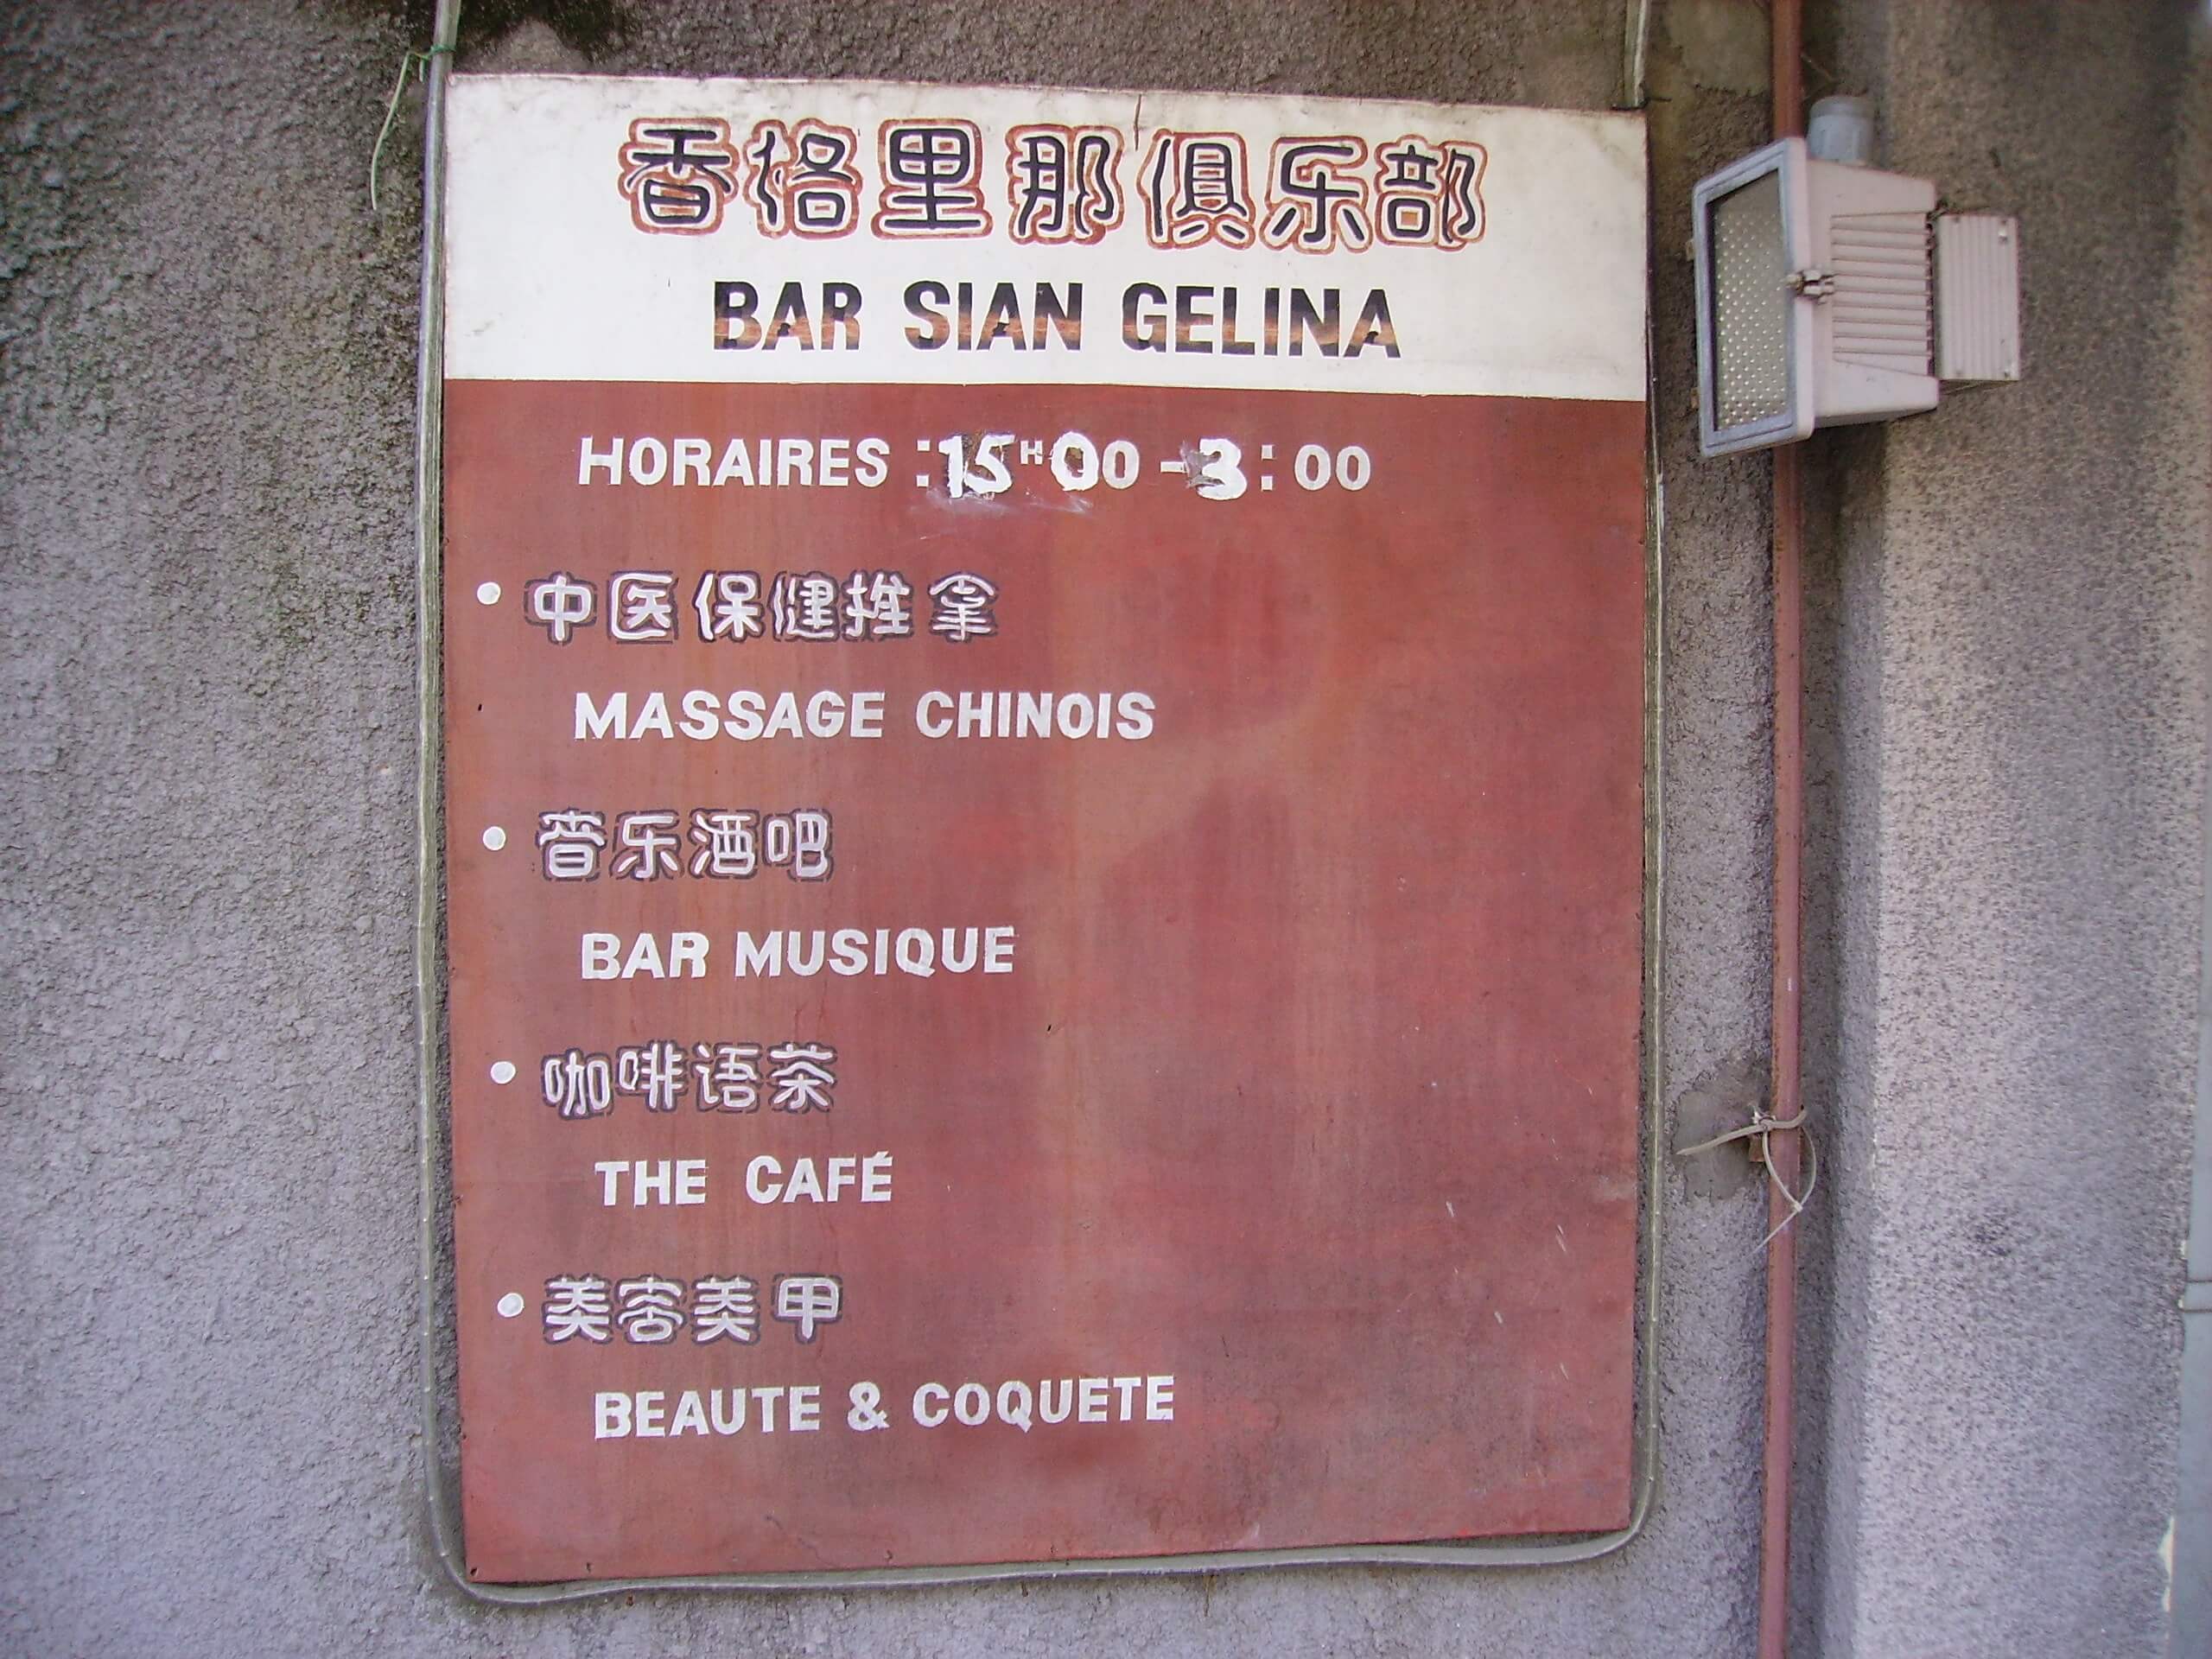 香格里那俱乐部
BAR SIAN GELINA
HORAIRES :15H00-3:00
中医保健推拿
MASSAGE CHINOIS
音乐酒吧
BAR MUSIQUE
咖啡语茶
THE CAFÉ
美容美甲
BEAUTE & COQUETE